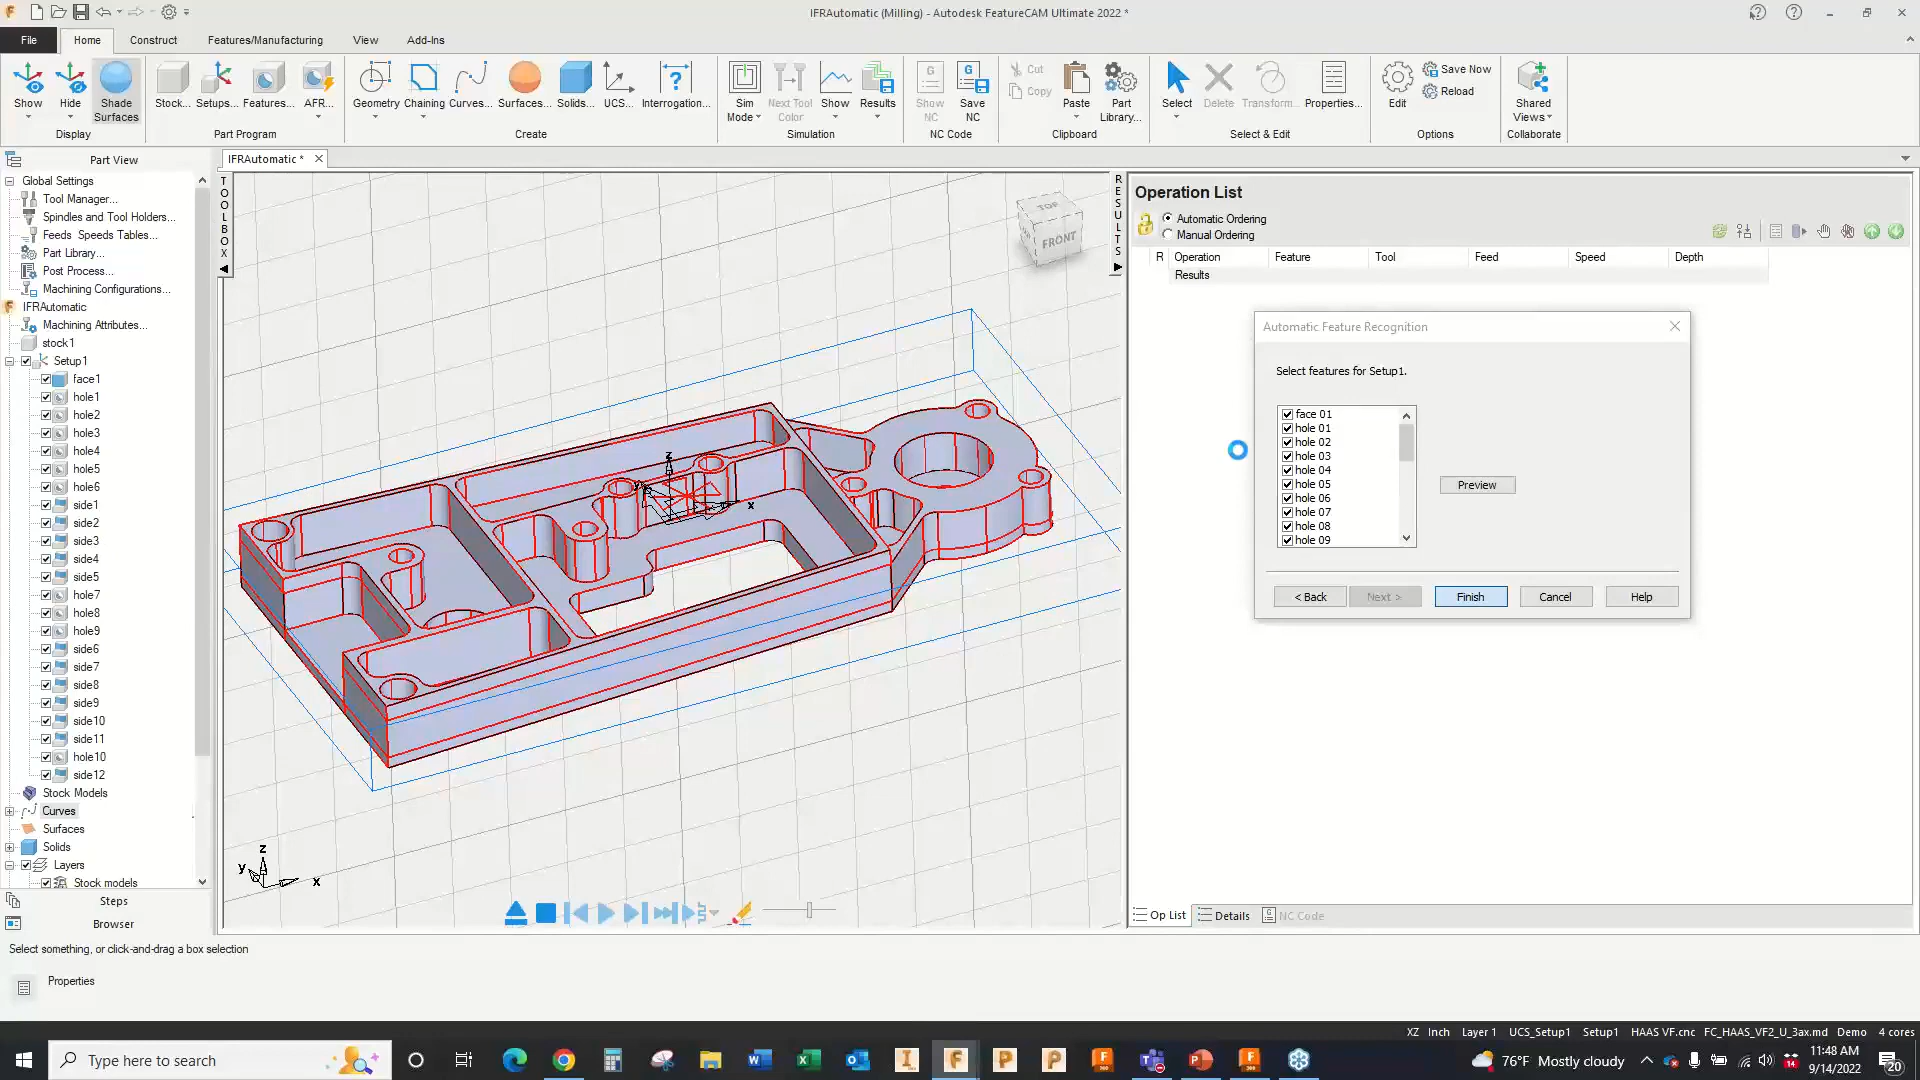 IFRAutomatic (Milling) - Autodesk FeatureCAM Ultimate 2022 *
File
Home
Construct
Features/Manufacturing
View
Add-Ins
Show
Hide
Shade Surfaces
Stock...
Setups...
Features...
AFR...
Geometry
Chaining
Curves...
Surfaces...
Solids...
UCS...
Interrogation...
Sim Mode
Next Tool Color
Show
Results
Show NC
Save NC
Cut
Copy
Paste
Part Library...
Select
Delete
Transform...
Properties...
Edit
Save Now
Reload
Shared Views
Display
Part Program
Create
Simulation
NC Code
Clipboard
Select & Edit
Options
Collaborate
Part View
Global Settings
Tool Manager...
Spindles and Tool Holders...
Feeds Speeds Tables...
Part Library...
Post Process...
Machining Configurations...
IFRAutomatic
Machining Attributes...
stock1
Setup1
face1
hole1
hole2
hole3
hole4
hole5
hole6
side1
side2
side3
side4
side5
hole7
hole8
hole9
side6
side7
side8
side9
side10
side11
hole10
side12
Stock Models
Curves
Surfaces
Solids
Layers
Stock models
Steps
Browser
IFRAutomatic *
TOOLBOX
TOP
FRONT
z
y
x
z
y
x
RESULTS
Operation List
Automatic Ordering
Manual Ordering
R Operation Feature Tool Feed Speed Depth
Results
Automatic Feature Recognition
Select features for Setup1.
face 01
hole 01
hole 02
hole 03
hole 04
hole 05
hole 06
hole 07
hole 08
hole 09
Preview
< Back
Next >
Finish
Cancel
Help
Op List
Details
NC Code
Select something, or click-and-drag a box selection
Properties
XZ Inch Layer 1 UCS_Setup1 Setup1 HAAS VF.cnc FC_HAAS_VF2_U_3ax.md Demo 4 cores
Type here to search
76°F Mostly cloudy
11:48 AM
9/14/2022
20